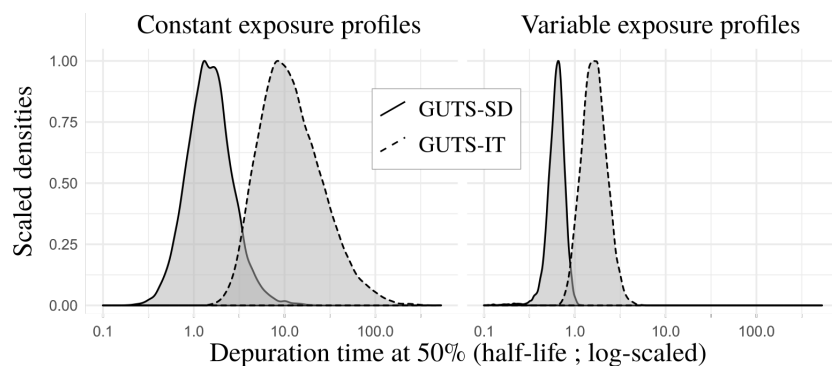 Constant exposure profiles
Variable exposure profiles
Scaled densities
1.00
0.75
0.50
0.25
0.00
GUTS-SD
GUTS-IT
0.1 1.0 10.0 100.0
0.1 1.0 10.0 100.0
Depuration time at 50% (half-life ; log-scaled)